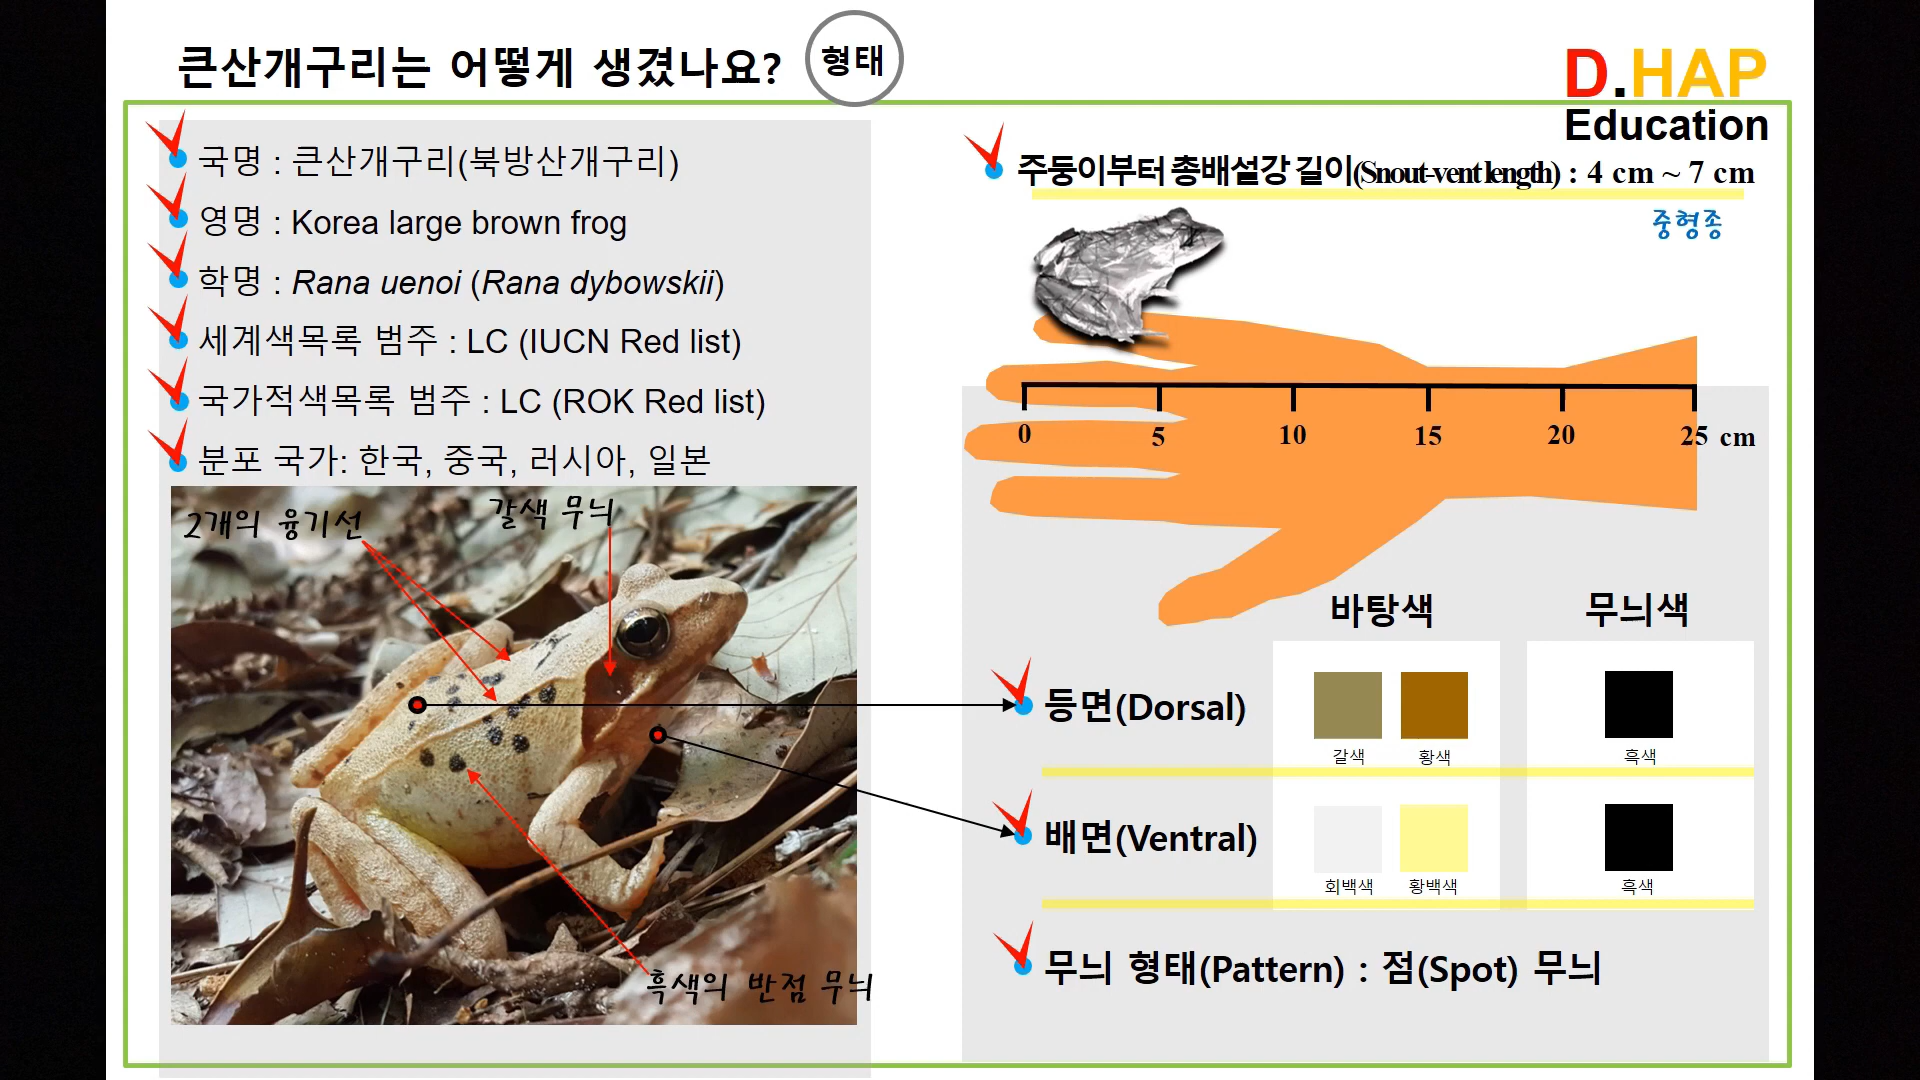 큰산개구리는 어떻게 생겼나요?
형태
D.HAP
Education
국명 : 큰산개구리(북방산개구리)
영명 : Korea large brown frog
학명 : Rana uenoi (Rana dybowskii)
세계색목록 범주 : LC (IUCN Red list)
국가적색목록 범주 : LC (ROK Red list)
분포 국가: 한국, 중국, 러시아, 일본
2개의 융기선
갈색 무늬
흑색의 반점 무늬
주둥이부터 총배설강 길이(Snout-vent length) : 4 cm ~ 7 cm
중형종
0 5 10 15 20 25 cm
바탕색 무늬색
등면(Dorsal)
갈색 황색 흑색
배면(Ventral)
회백색 황백색 흑색
무늬 형태(Pattern) : 점(Spot) 무늬